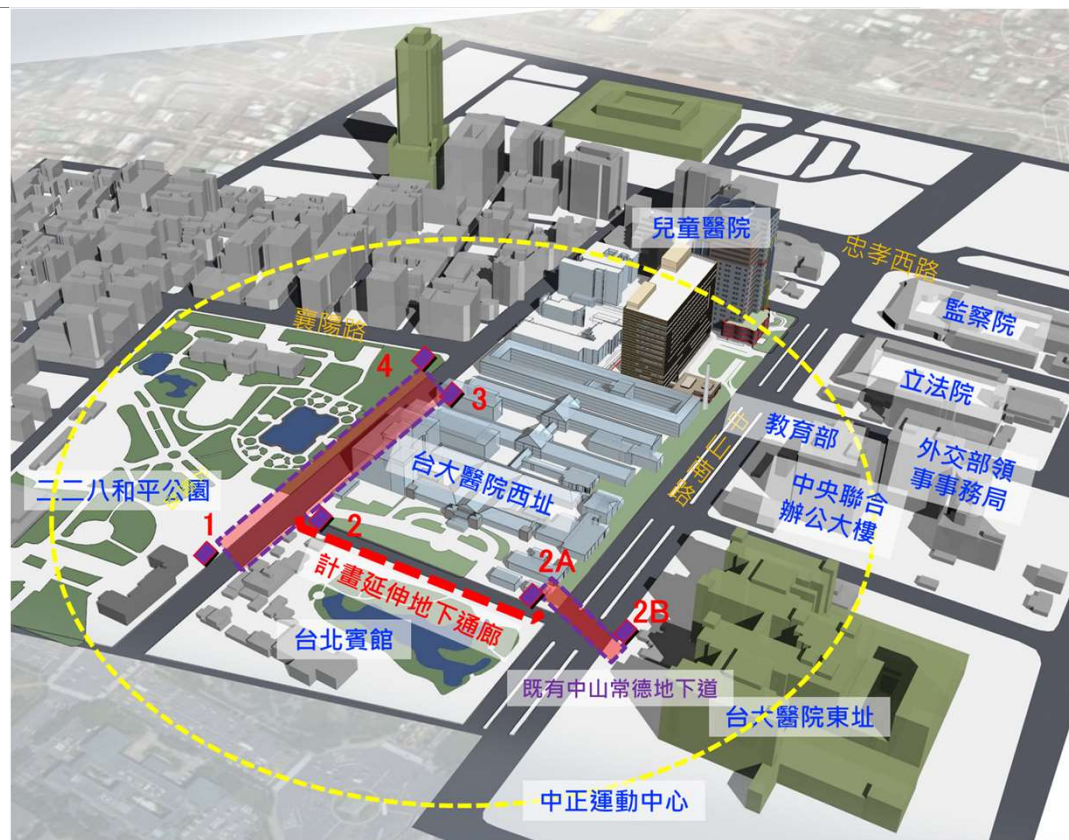 兒童醫院
忠孝西路
監察院
襄陽路
立法院
4
3
教育部
外交部領
事事務局
中山南路
台大醫院西址
中央聯合
辦公大樓
二二八和平公園
1
2
2A
計畫延伸地下通廊
2B
台北賓館
既有中山常德地下道
台大醫院東址
中正運動中心